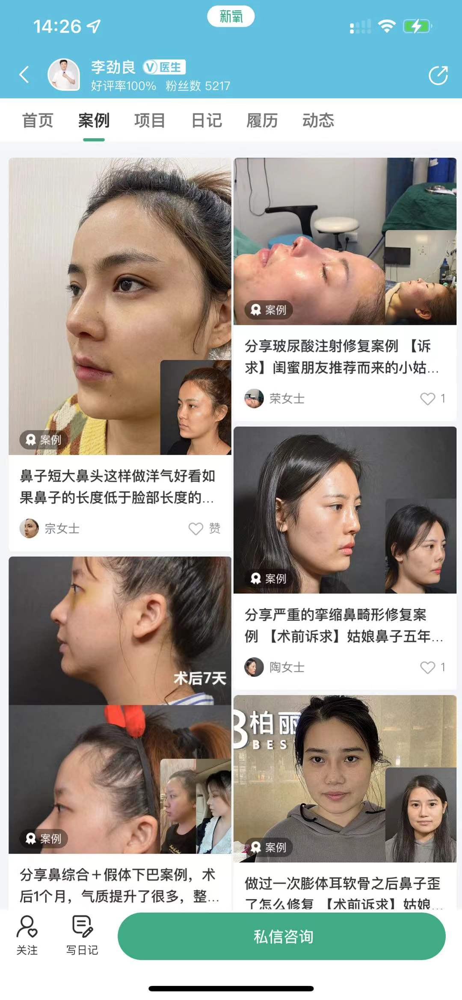 14:26
新氧
李劲良 V医生
好评率100% 粉丝数 5217
首页 案例 项目 日记 履历 动态
案例
鼻子短大鼻头这样做洋气好看如
果鼻子的长度低于脸部长度的...
宗女士 赞
案例
分享玻尿酸注射修复案例 【诉
求】闺蜜朋友推荐而来的小姑...
荣女士 1
案例
分享严重的挛缩鼻畸形修复案
例 【术前诉求】姑娘鼻子五年...
陶女士 1
术后7天
案例
分享鼻综合＋假体下巴案例，术
后1个月，气质提升了很多，整...
B柏丽
BES
案例
做过一次膨体耳软骨之后鼻子歪
了怎么修复 【术前诉求】姑娘...
关注
写日记
私信咨询